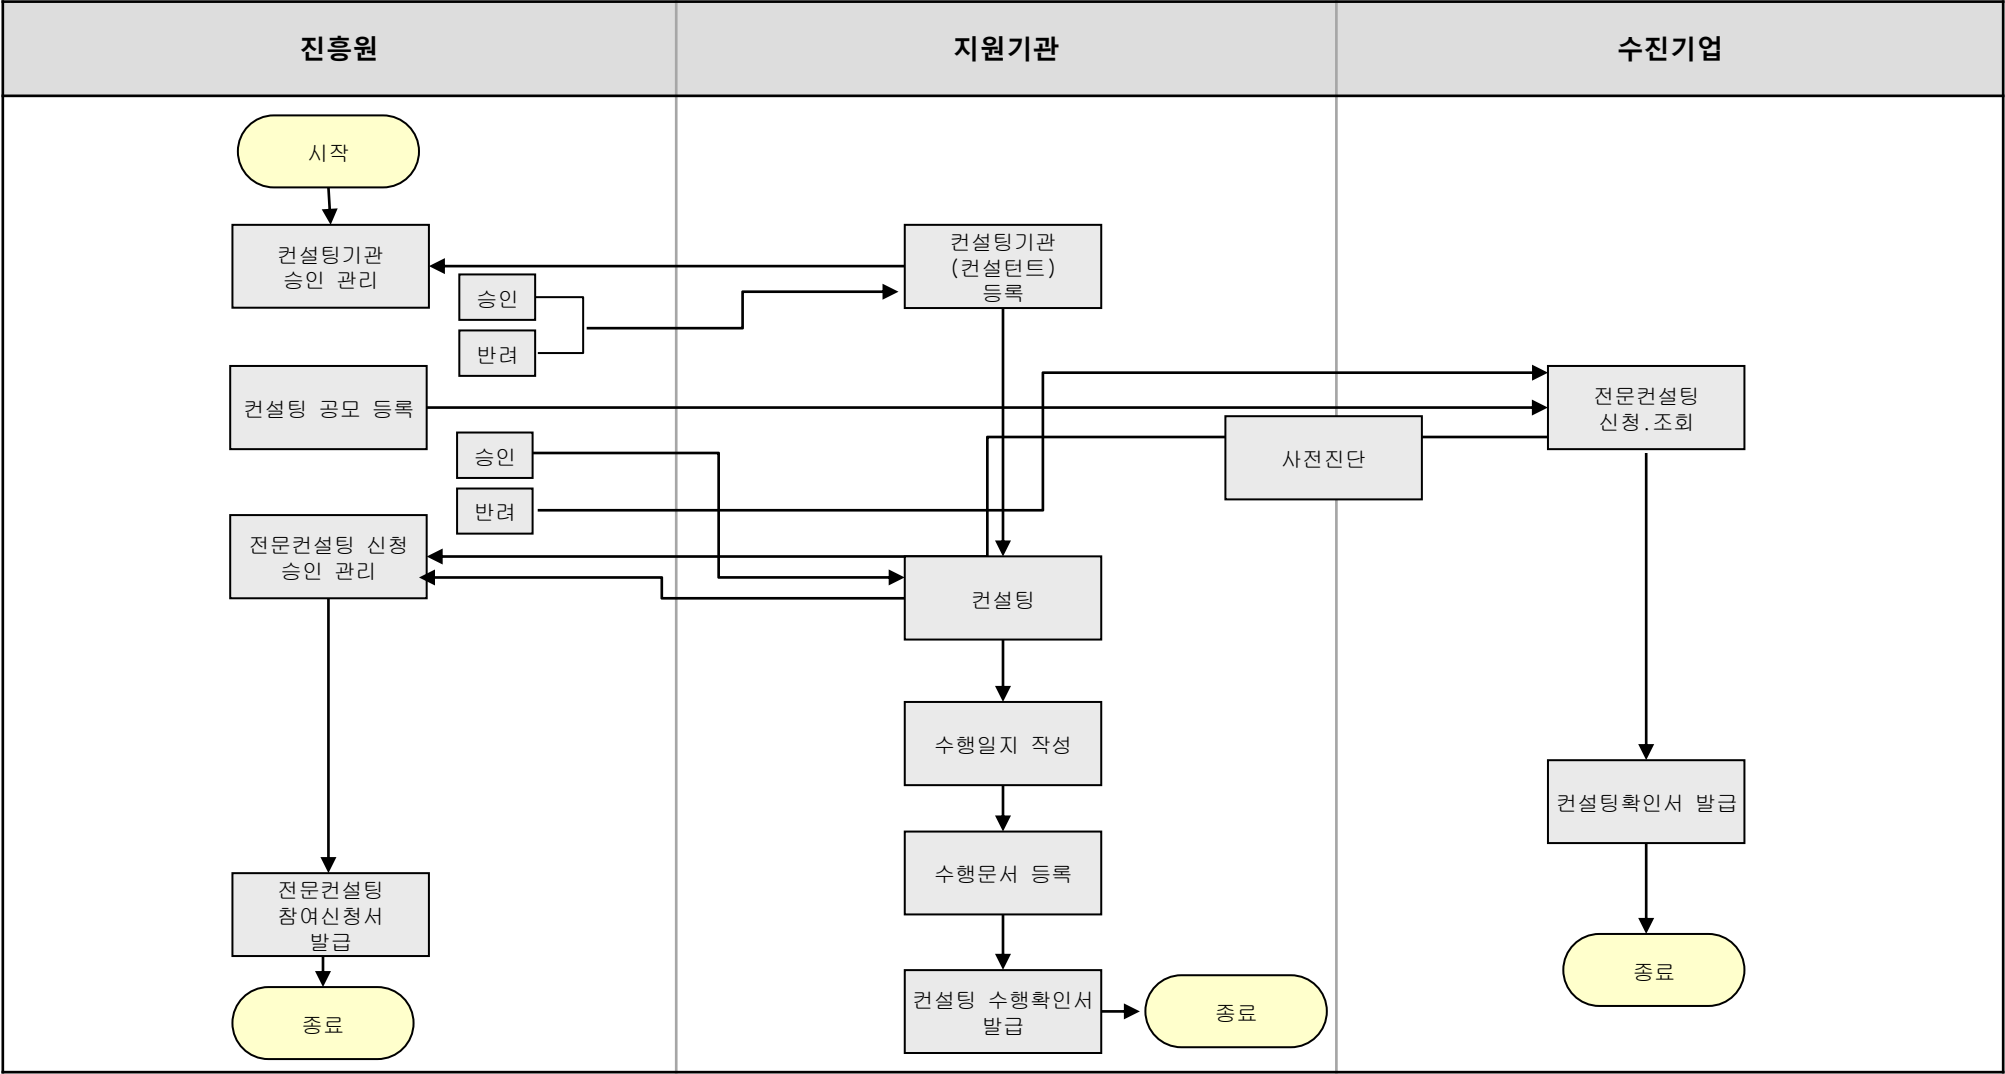 진흥원
지원기관
수진기업
시작
컨설팅기관
승인 관리
컨설팅기관
(컨설턴트)
등록
승인
반려
컨설팅 공모 등록
전문컨설팅
신청.조회
승인
반려
사전진단
전문컨설팅 신청
승인 관리
컨설팅
수행일지 작성
컨설팅확인서 발급
수행문서 등록
전문컨설팅
참여신청서
발급
종료
컨설팅 수행확인서
발급
종료
종료